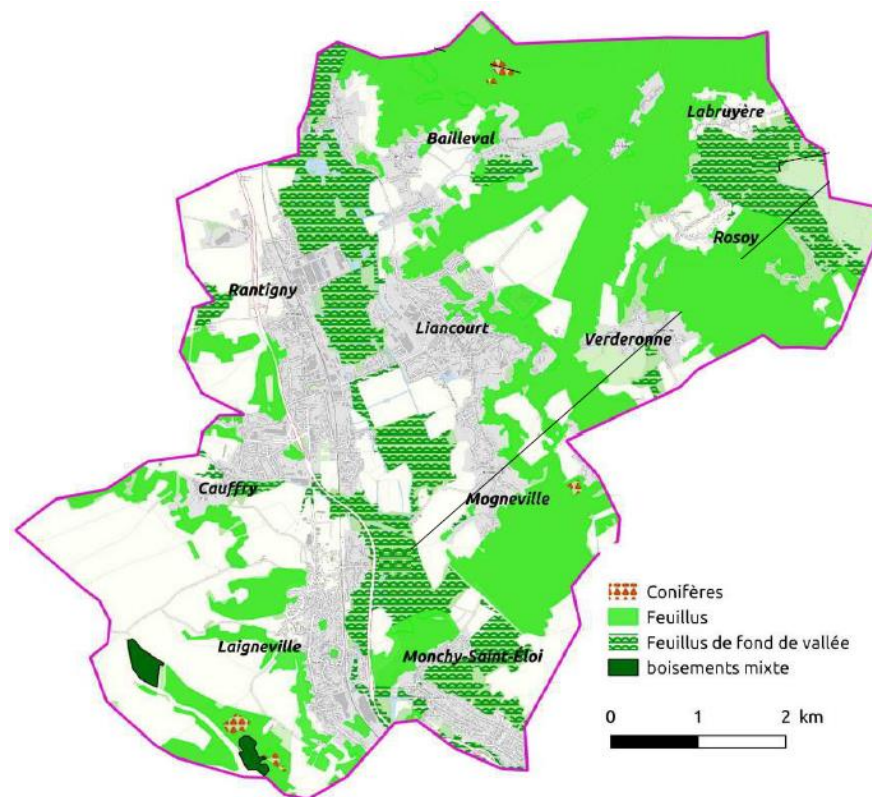 Labruyère
Bailleval
Rosoy
Rantigny
Liancourt
Verderonne
Cauffry
Mogneville
Conifères
Feuillus
Feuillus de fond de vallée
boisements mixte
Laigneville
Monchy-Saint-Éloi
0 1 2 km